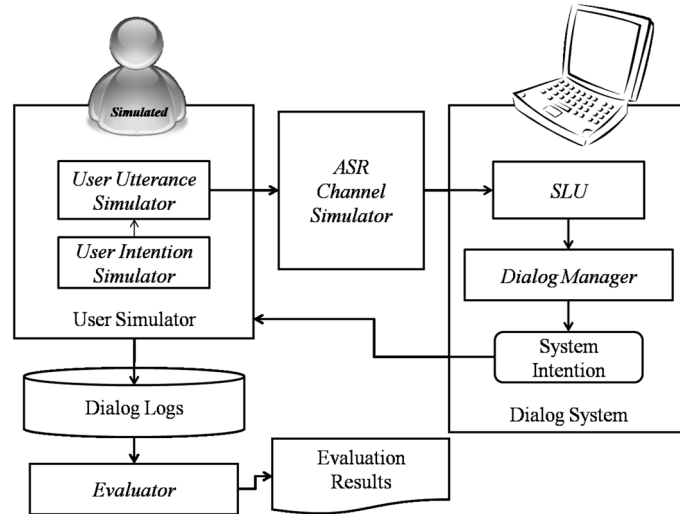 Simulated
User Utterance
Simulator
User Intention
Simulator
User Simulator
ASR
Channel
Simulator
SLU
Dialog Manager
System
Intention
Dialog System
Dialog Logs
Evaluator
Evaluation
Results